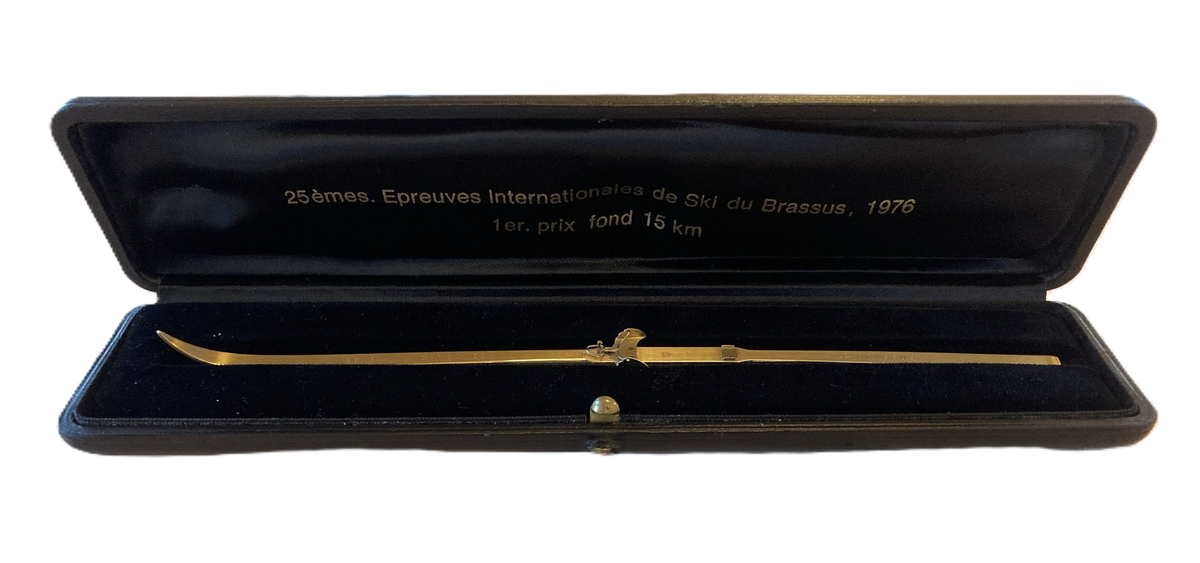 25èmes. Epreuves Internationales de Ski du Brassus, 1976
1er. prix fond 15 km